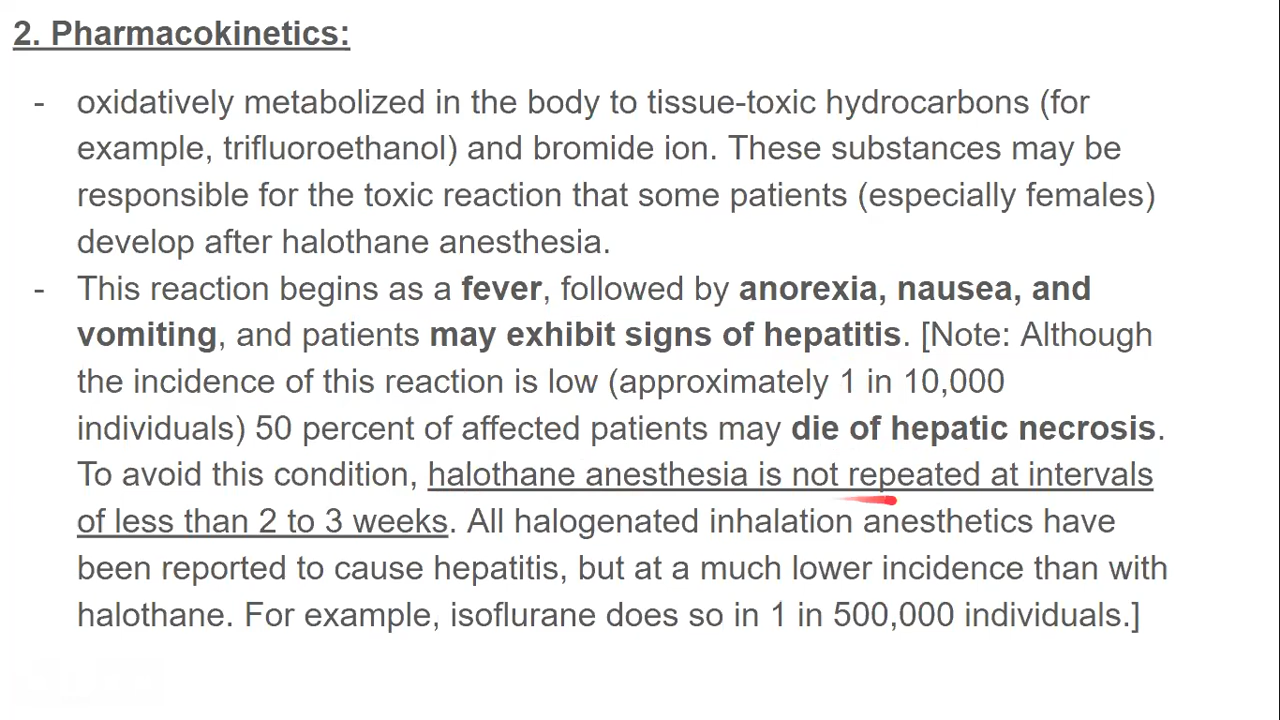 2. Pharmacokinetics:
- oxidatively metabolized in the body to tissue-toxic hydrocarbons (for
example, trifluoroethanol) and bromide ion. These substances may be
responsible for the toxic reaction that some patients (especially females)
develop after halothane anesthesia.
- This reaction begins as a fever, followed by anorexia, nausea, and
vomiting, and patients may exhibit signs of hepatitis. [Note: Although
the incidence of this reaction is low (approximately 1 in 10,000
individuals) 50 percent of affected patients may die of hepatic necrosis.
To avoid this condition, halothane anesthesia is not repeated at intervals
of less than 2 to 3 weeks. All halogenated inhalation anesthetics have
been reported to cause hepatitis, but at a much lower incidence than with
halothane. For example, isoflurane does so in 1 in 500,000 individuals.]